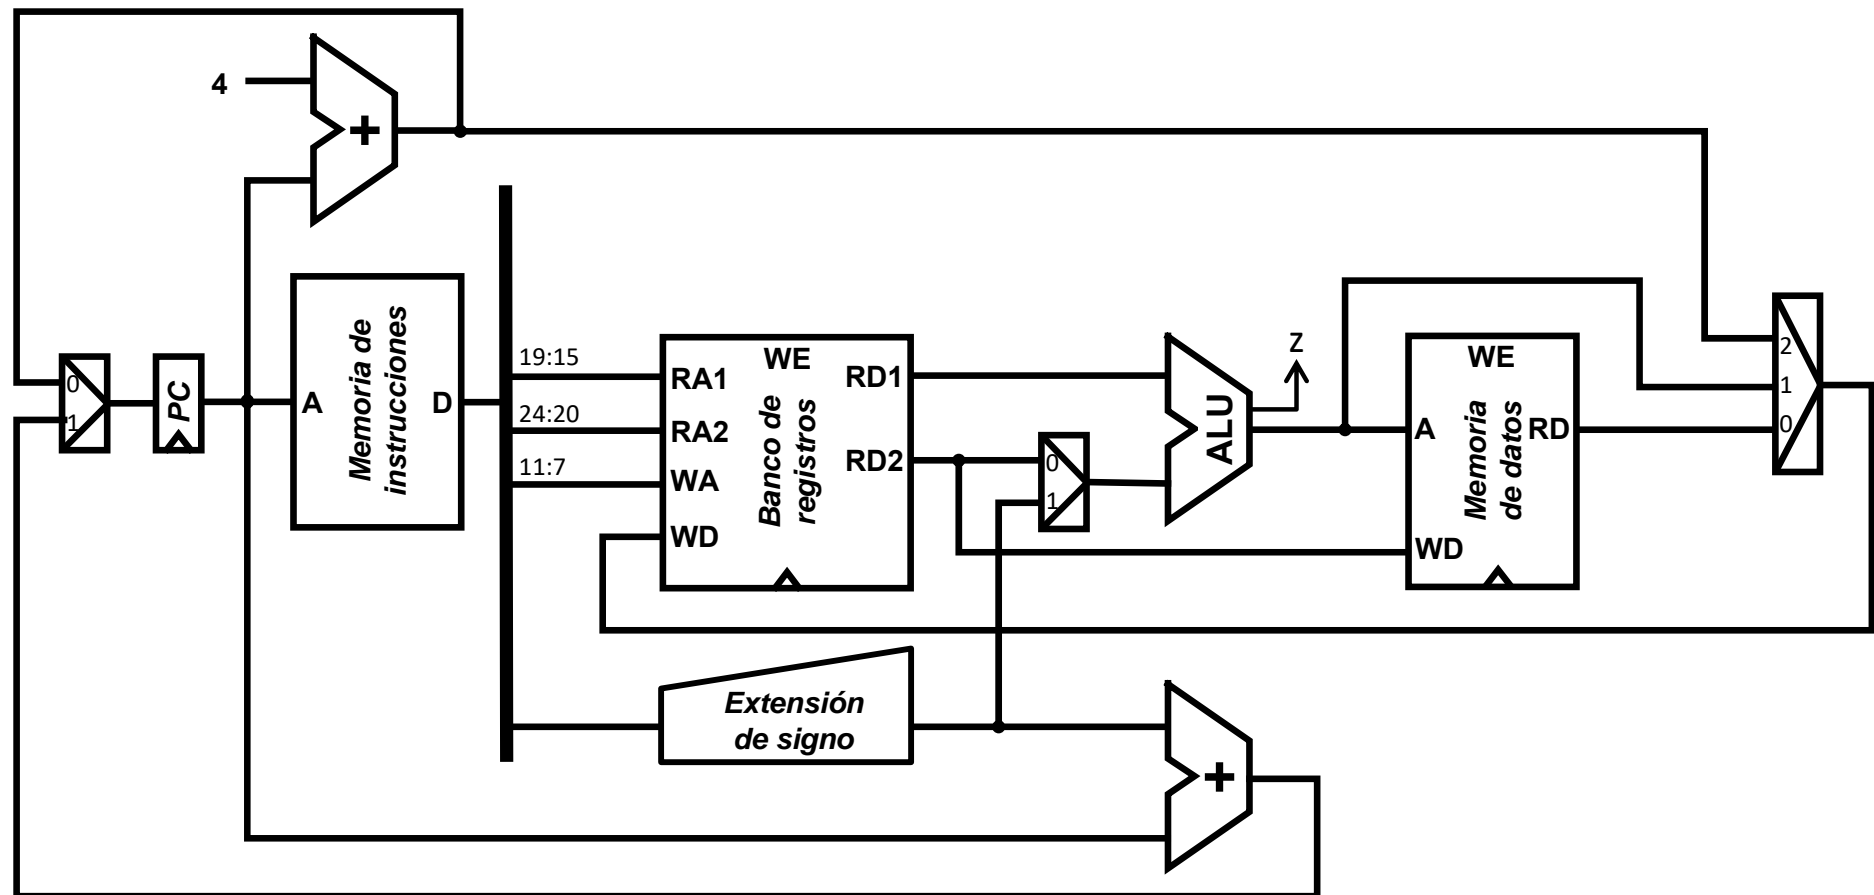 4
+
0
1
PC
A
Memoria de
instrucciones
D
19:15
24:20
11:7
RA1
RA2
WA
WD
WE
Banco de
registros
RD1
RD2
0
1
ALU
Z
A
WD
WE
Memoria
de datos
RD
2
1
0
Extensión
de signo
+